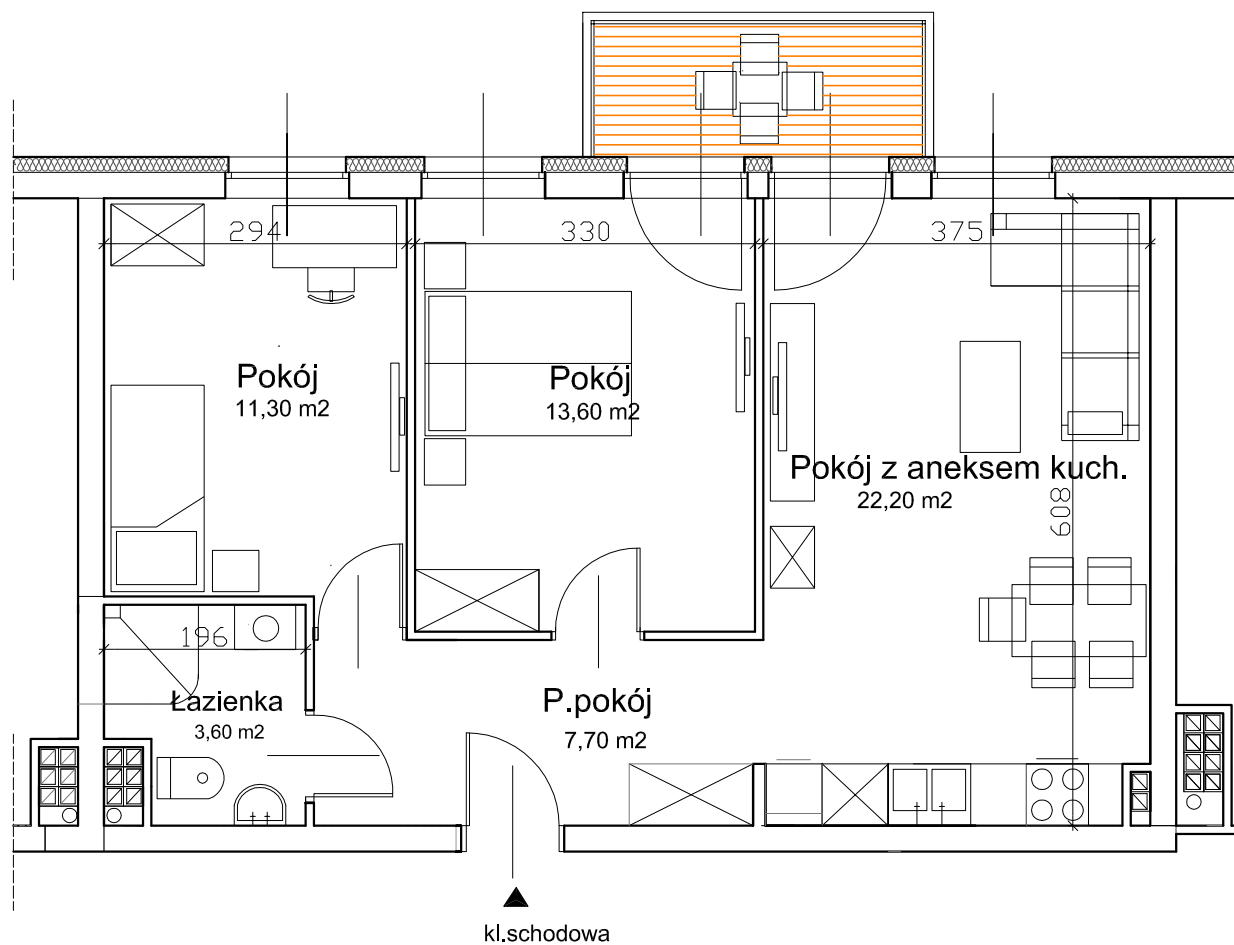 294
330
375
Pokój
11,30 m2
Pokój
13,60 m2
Pokój z aneksem kuch.
22,20 m2
608
196
Łazienka
3,60 m2
P.pokój
7,70 m2
kl.schodowa